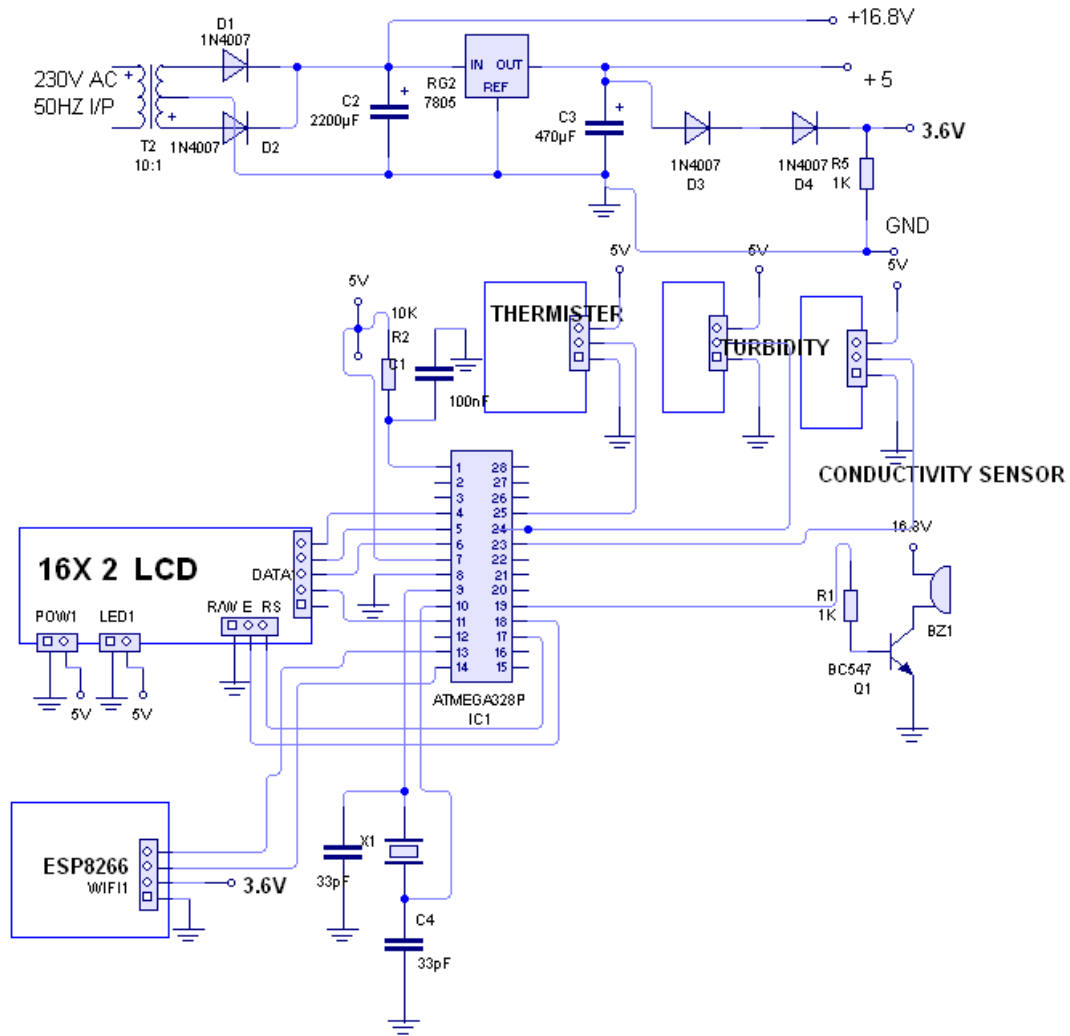 D1
1N4007
+16.8V
230V AC
50HZ I/P
+
+
T2
10:1
1N4007
D2
C2
2200µF
+
RG2
7805
IN OUT
REF
+5
C3
470µF
+
1N4007
D3
1N4007
D4
3.6V
R5
1K
GND
5V
10K
R2
C1
100nF
THERMISTER
5V
TURBIDITY
5V
5V
CONDUCTIVITY SENSOR
1 28
2 27
3 26
4 25
5 24
6 23
7 22
8 21
9 20
10 19
11 18
12 17
13 16
14 15
ATMEGA328P
IC1
16X 2 LCD
DATA
R/W E RS
POW1
LED1
5V
5V
16.8V
R1
1K
BZ1
BC547
Q1
ESP8266
WIFI1
3.6V
X1
33pF
C4
33pF